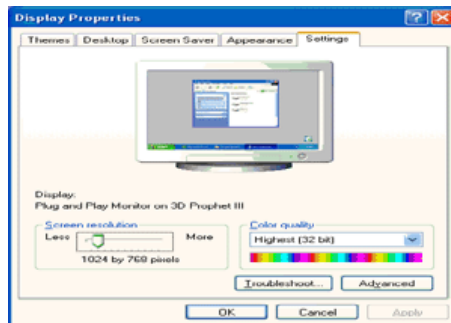 Display Properties
Themes Desktop Screen Saver Appearance Settings
Display:
Plug and Play Monitor on 3D Prophet III
Screen resolution
Less More
1024 by 768 pixels
Color quality
Highest (32 bit)
Troubleshoot... Advanced
OK Cancel Apply